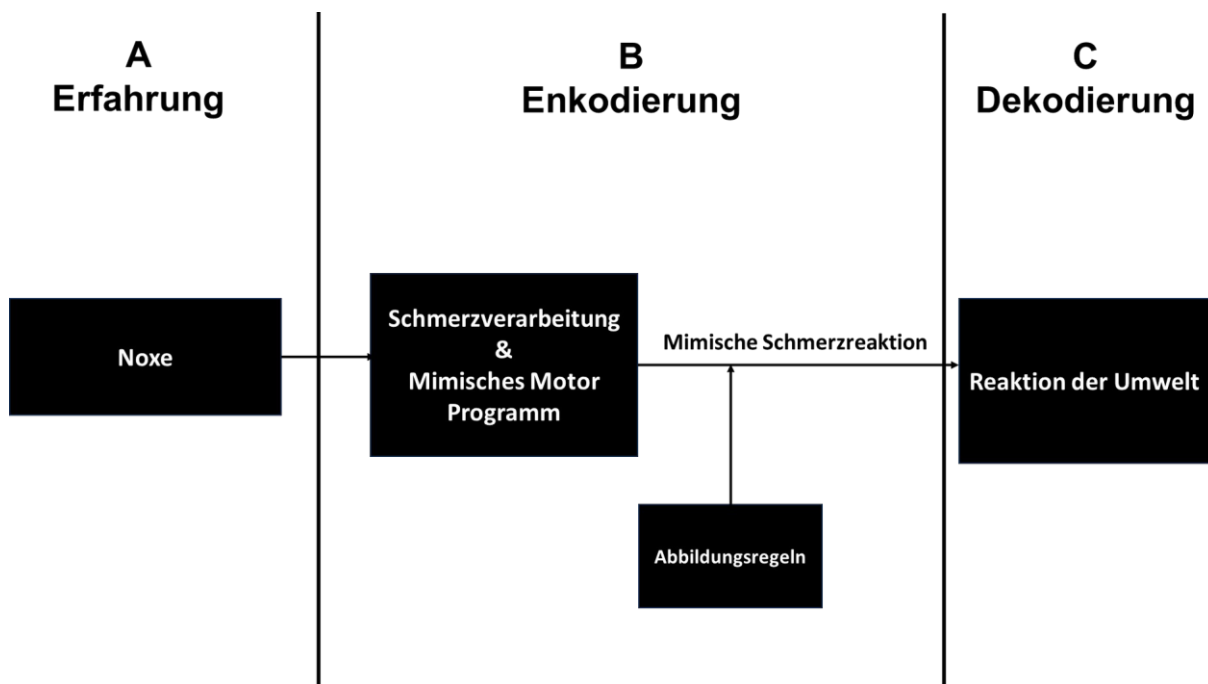 A
Erfahrung
B
Enkodierung
C
Dekodierung
Noxe
Schmerzverarbeitung
&
Mimisches Motor
Programm
Mimische Schmerzreaktion
Abbildungsregeln
Reaktion der Umwelt